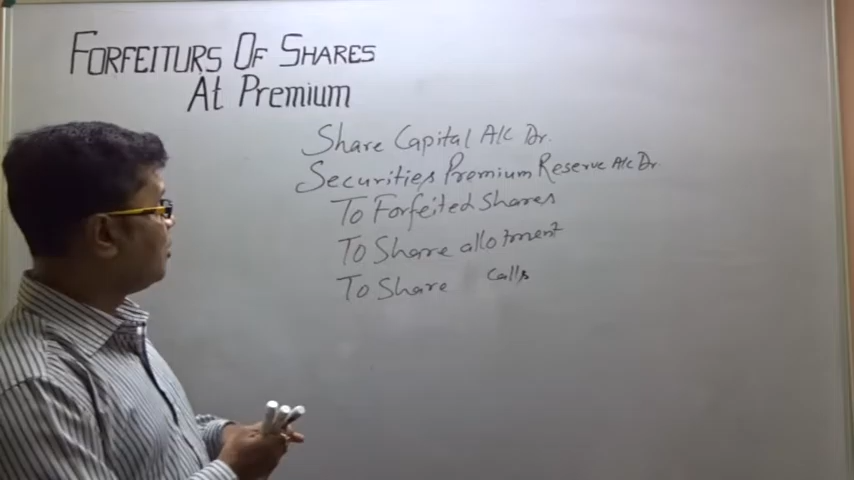 FORFEITURS OF SHARES
At PremiUm
Share Capital A/C Dr.
Securities Premium Reserve A/c Dr.
To Forfeited Shares
To Share allotment
To Share calls